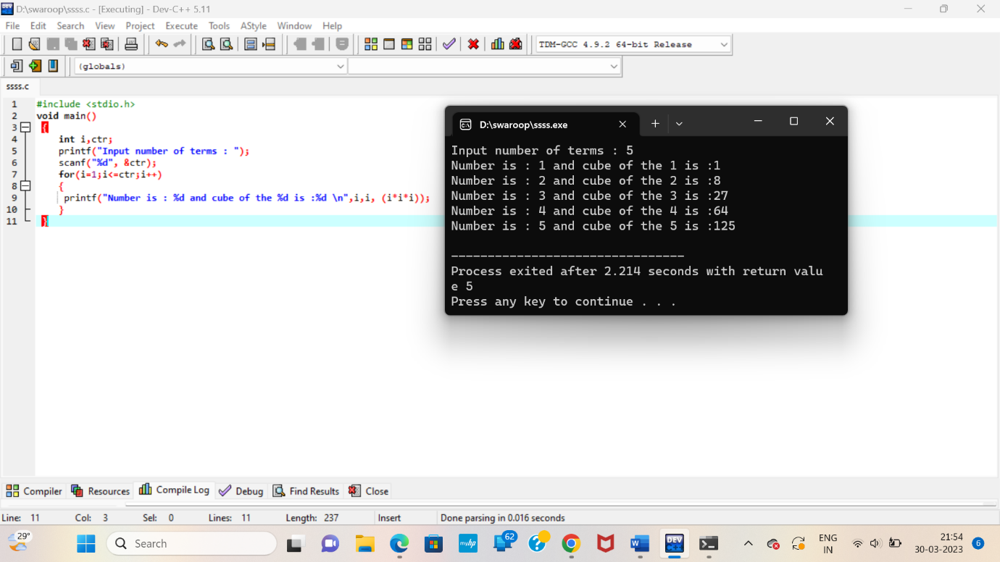 D:\swaroop\ssss.c - [Executing] - Dev-C++ 5.11
File Edit Search View Project Execute Tools AStyle Window Help
TDM-GCC 4.9.2 64-bit Release
(globals)
ssss.c
1 #include <stdio.h>
2 void main()
3 {
4 int i,ctr;
5 printf("Input number of terms : ");
6 scanf("%d", &ctr);
7 for(i=1;i<=ctr;i++)
8 {
9 printf("Number is : %d and cube of the %d is :%d \n",i,i, (i*i*i));
10 }
11 }
D:\swaroop\ssss.exe
Input number of terms : 5
Number is : 1 and cube of the 1 is :1
Number is : 2 and cube of the 2 is :8
Number is : 3 and cube of the 3 is :27
Number is : 4 and cube of the 4 is :64
Number is : 5 and cube of the 5 is :125
--------------------------------
Process exited after 2.214 seconds with return valu
e 5
Press any key to continue . . .
Compiler Resources Compile Log Debug Find Results Close
Line: 11 Col: 3 Sel: 0 Lines: 11 Length: 237 Insert Done parsing in 0.016 seconds
29°
Search
myhp
62
W
DEV C++
ENG
IN
21:54
30-03-2023
6